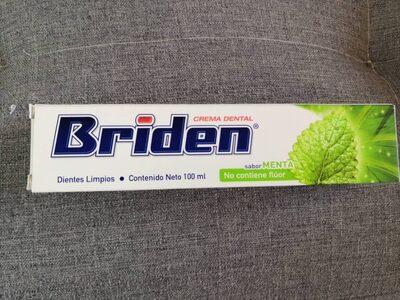 CREMA DENTAL
Briden®
sabor MENTA
Dientes Limpios • Contenido Neto 100 ml
No contiene flúor